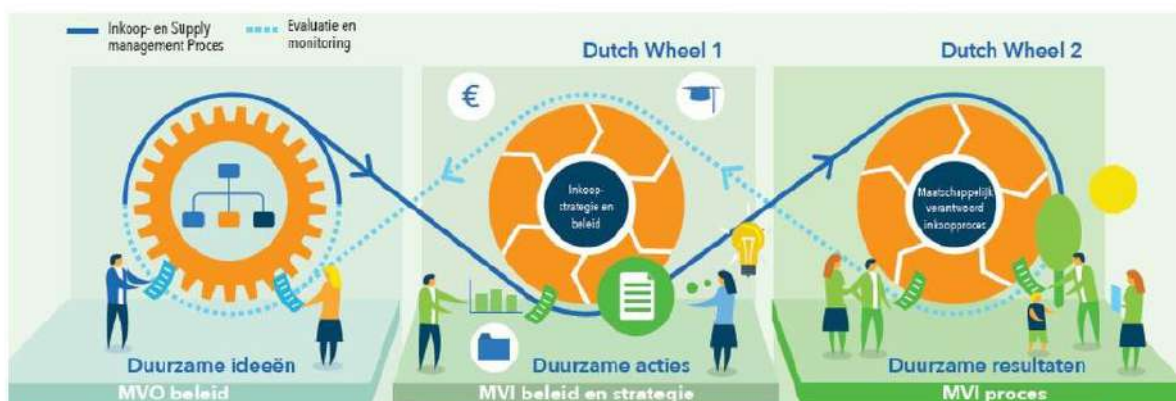 Inkoop- en Supply
management Proces
Evaluatie en
monitoring
Dutch Wheel 1
Dutch Wheel 2
€
Inkoop-
strategie en
beleid
Maatschappelijk
verantwoord
inkoopproces
Duurzame ideeën
Duurzame acties
Duurzame resultaten
MVO beleid
MVI beleid en strategie
MVI proces